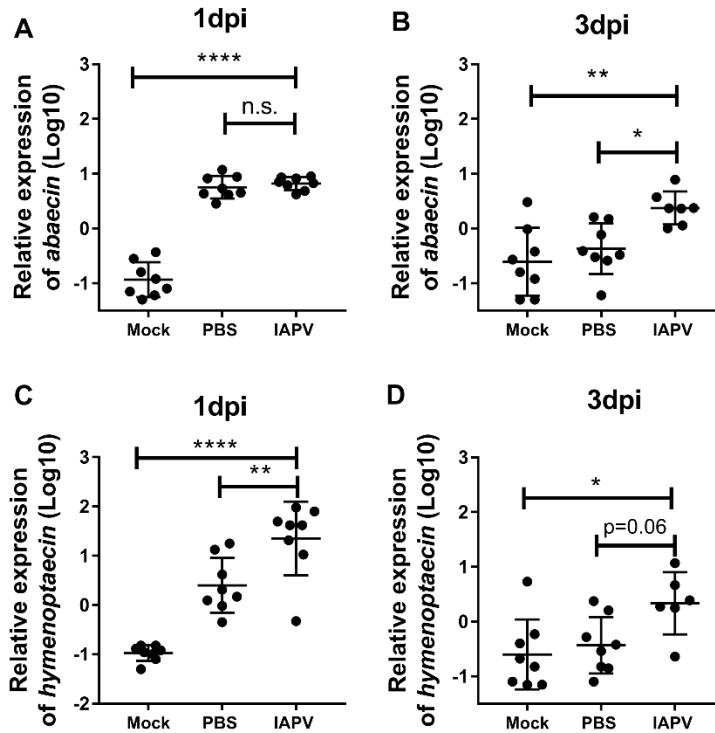 A
1dpi
Relative expression
of abaecin (Log10)
3
2
1
0
-1
****
n.s.
Mock
PBS
IAPV
B
3dpi
Relative expression
of abaecin (Log10)
3
2
1
0
-1
**
*
Mock
PBS
IAPV
C
1dpi
Relative expression
of hymenoptaecin (Log10)
3
2
1
0
-1
-2
****
**
Mock
PBS
IAPV
D
3dpi
Relative expression
of hymenoptaecin (Log10)
3
2
1
0
-1
*
p=0.06
Mock
PBS
IAPV